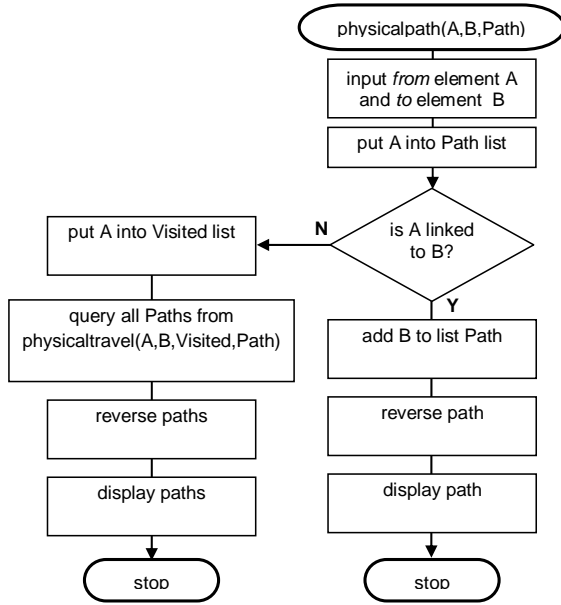 physicalpath(A,B,Path)
input from element A
and to element B
put A into Path list
is A linked
to B?
N
Y
put A into Visited list
query all Paths from
physicaltravel(A,B,Visited,Path)
reverse paths
display paths
stop
add B to list Path
reverse path
display path
stop